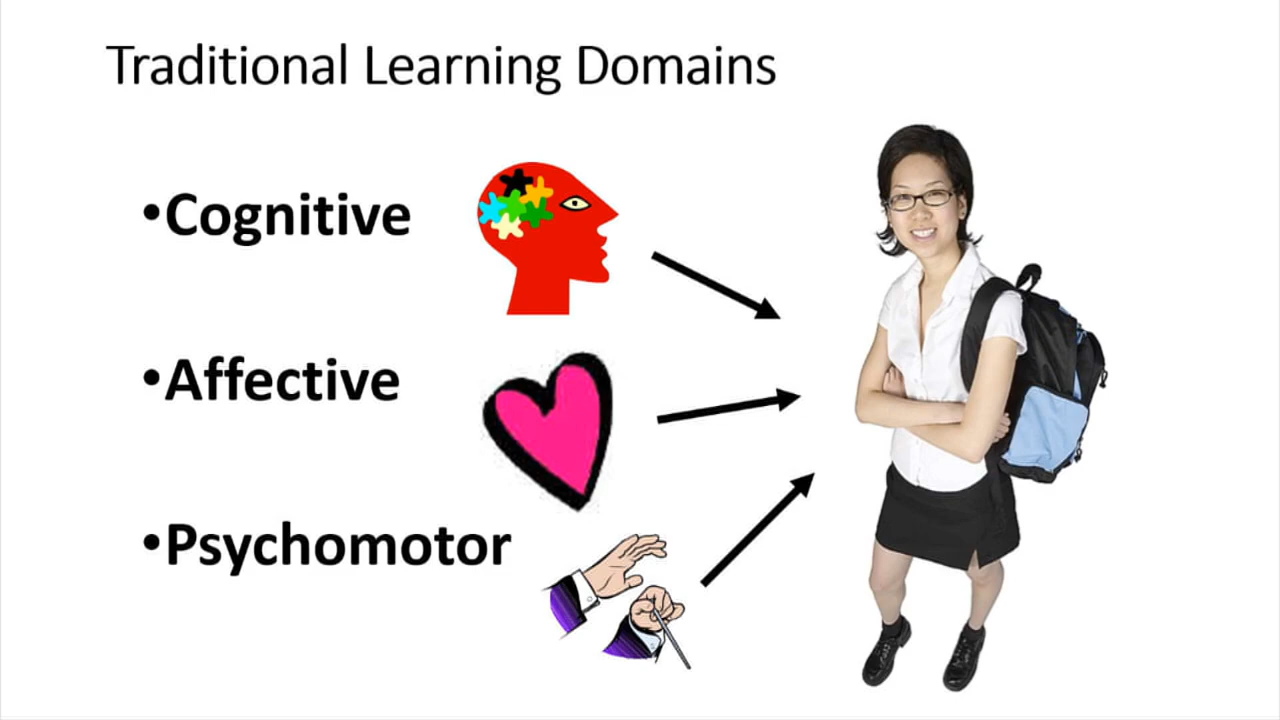 Traditional Learning Domains
•Cognitive
•Affective
•Psychomotor